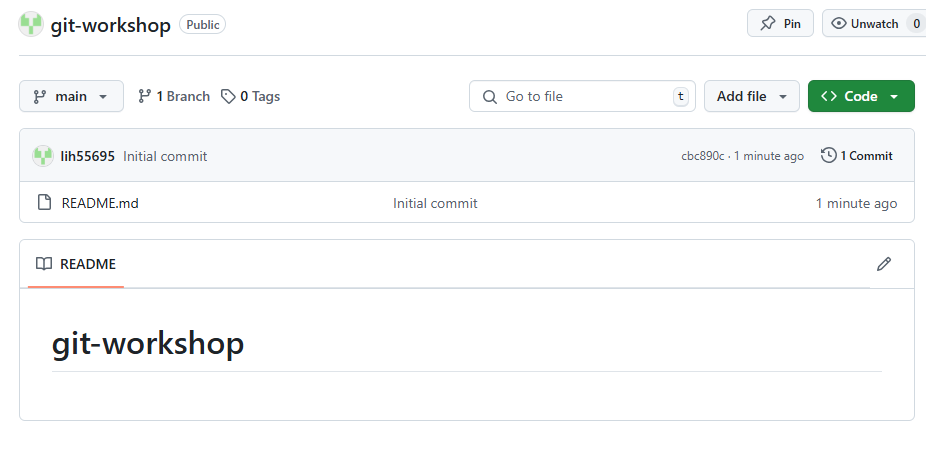 git-workshop Public Pin Unwatch 0
main 1 Branch 0 Tags Go to file t Add file Code
lih55695 Initial commit cbc890c · 1 minute ago 1 Commit
README.md Initial commit 1 minute ago
README
git-workshop